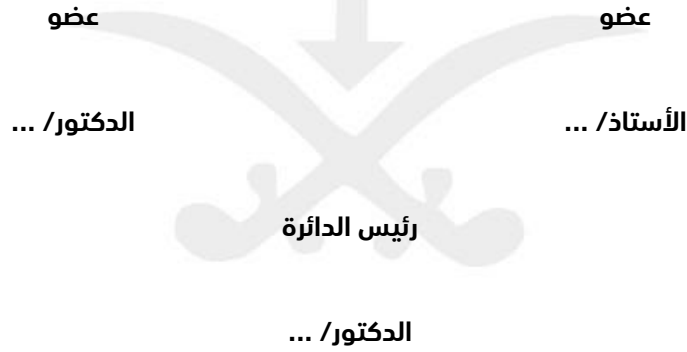 عضو عضو
الأستاذ/ ... الدكتور/ ...
رئيس الدائرة
الدكتور/ ...